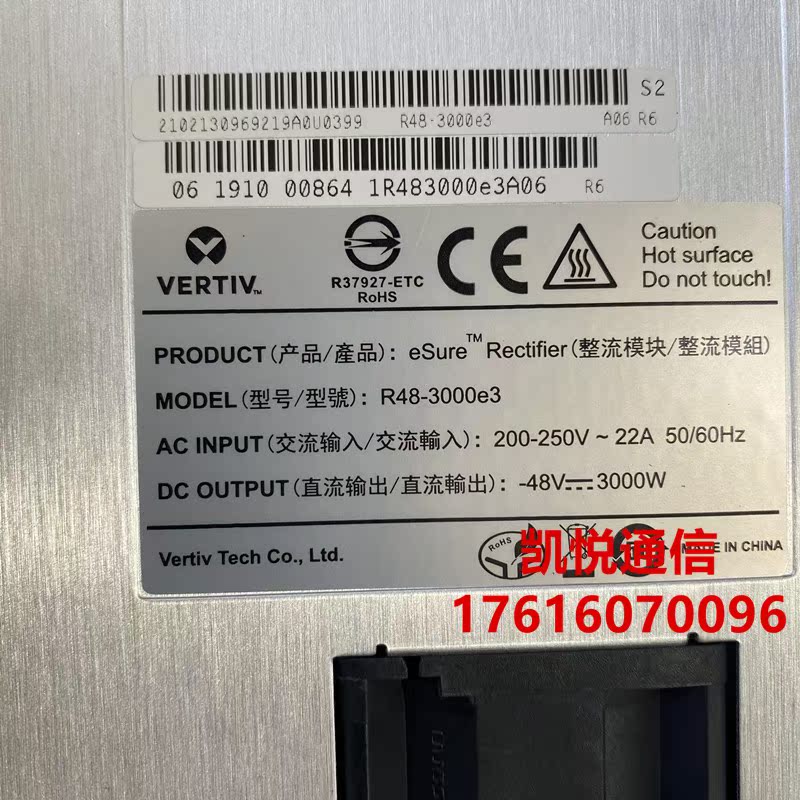 S2
2102130969219A0U0399 R48-3000e3 A06 R6
06 1910 00864 1R483000e3A06 R6
VERTIV™
R37927-ETC
RoHS
CE
Caution
Hot surface
Do not touch!
PRODUCT(产品/產品): eSure™ Rectifier(整流模块/整流模組)
MODEL(型号/型號): R48-3000e3
AC INPUT(交流输入/交流輸入): 200-250V ~ 22A 50/60Hz
DC OUTPUT(直流输出/直流輸出): -48V⎓3000W
Vertiv Tech Co., Ltd.
RoHS
MADE IN CHINA
凯悦通信
17616070096